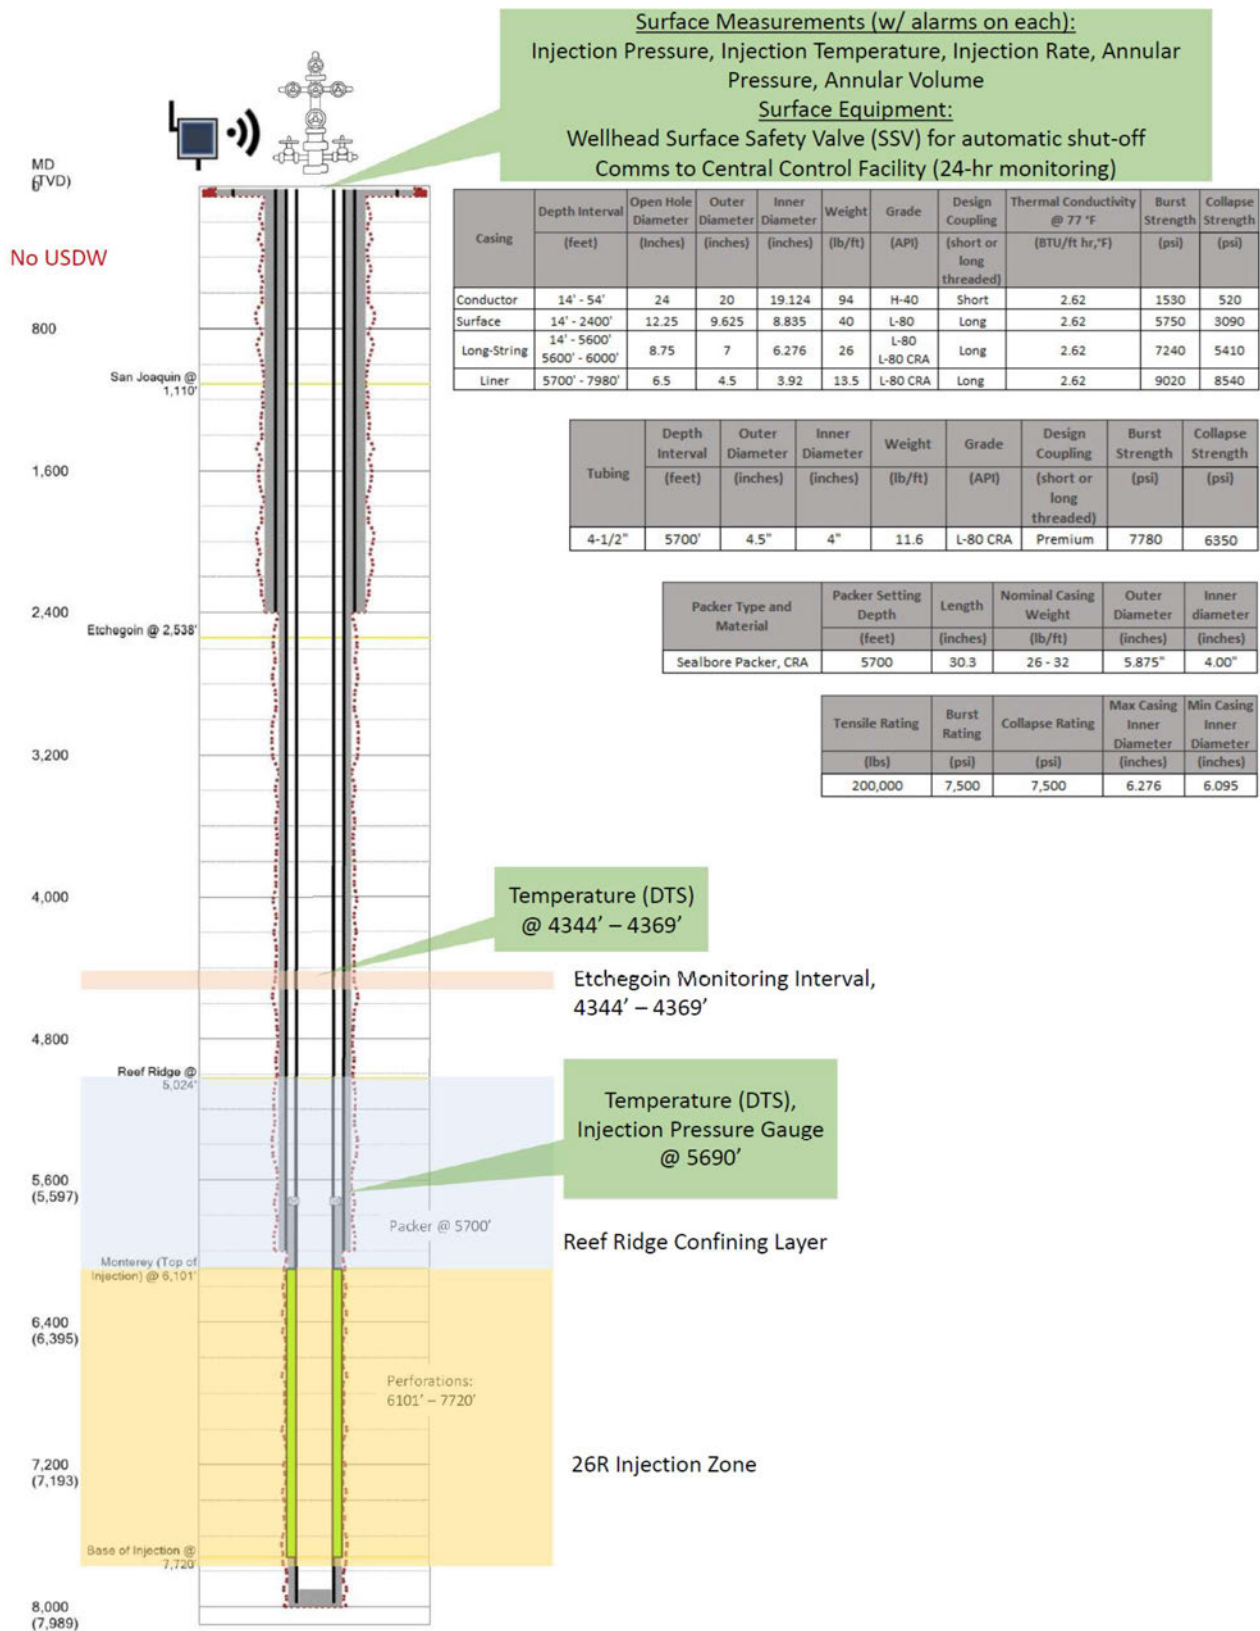 Surface Measurements (w/ alarms on each):
Injection Pressure, Injection Temperature, Injection Rate, Annular
Pressure, Annular Volume
Surface Equipment:
Wellhead Surface Safety Valve (SSV) for automatic shut-off
Comms to Central Control Facility (24-hr monitoring)
MD
(TVD)
0
No USDW
800
San Joaquin @
1,110'
1,600
2,400
Etchegoin @ 2,538'
3,200
4,000
4,800
Reef Ridge @
5,024'
5,600
(5,597)
Monterey (Top of
Injection) @ 6,101'
6,400
(6,395)
7,200
(7,193)
Base of Injection @
7,720'
8,000
(7,989)
Casing Depth Interval Open Hole Diameter Outer Diameter Inner Diameter Weight Grade Design Coupling Thermal Conductivity @ 77 °F Burst Strength Collapse Strength
(feet) (Inches) (inches) (inches) (lb/ft) (API) (short or long threaded) (BTU/ft hr,°F) (psi) (psi)
Conductor 14' - 54' 24 20 19.124 94 H-40 Short 2.62 1530 520
Surface 14' - 2400' 12.25 9.625 8.835 40 L-80 Long 2.62 5750 3090
Long-String 14' - 5600' 5600' - 6000' 8.75 7 6.276 26 L-80 L-80 CRA Long 2.62 7240 5410
Liner 5700' - 7980' 6.5 4.5 3.92 13.5 L-80 CRA Long 2.62 9020 8540
Tubing Depth Interval Outer Diameter Inner Diameter Weight Grade Design Coupling Burst Strength Collapse Strength
(feet) (inches) (inches) (lb/ft) (API) (short or long threaded) (psi) (psi)
4-1/2" 5700' 4.5" 4" 11.6 L-80 CRA Premium 7780 6350
Packer Type and Material Packer Setting Depth Length Nominal Casing Weight Outer Diameter Inner diameter
(feet) (inches) (lb/ft) (inches) (inches)
Sealbore Packer, CRA 5700 30.3 26 - 32 5.875" 4.00"
Tensile Rating Burst Rating Collapse Rating Max Casing Inner Diameter Min Casing Inner Diameter
(lbs) (psi) (psi) (inches) (inches)
200,000 7,500 7,500 6.276 6.095
Temperature (DTS)
@ 4344' – 4369'
Etchegoin Monitoring Interval,
4344' – 4369'
Temperature (DTS),
Injection Pressure Gauge
@ 5690'
Packer @ 5700'
Reef Ridge Confining Layer
Perforations:
6101' – 7720'
26R Injection Zone